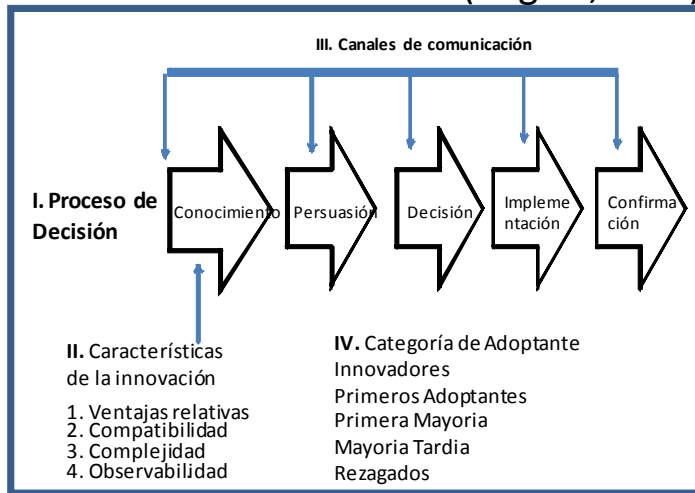 III. Canales de comunicación
I. Proceso de
Decisión
Conocimiento
Persuasión
Decisión
Impleme
ntación
Confirma
ción
II. Características
de la innovación
1. Ventajas relativas
2. Compatibilidad
3. Complejidad
4. Observabilidad
IV. Categoría de Adoptante
Innovadores
Primeros Adoptantes
Primera Mayoria
Mayoria Tardia
Rezagados